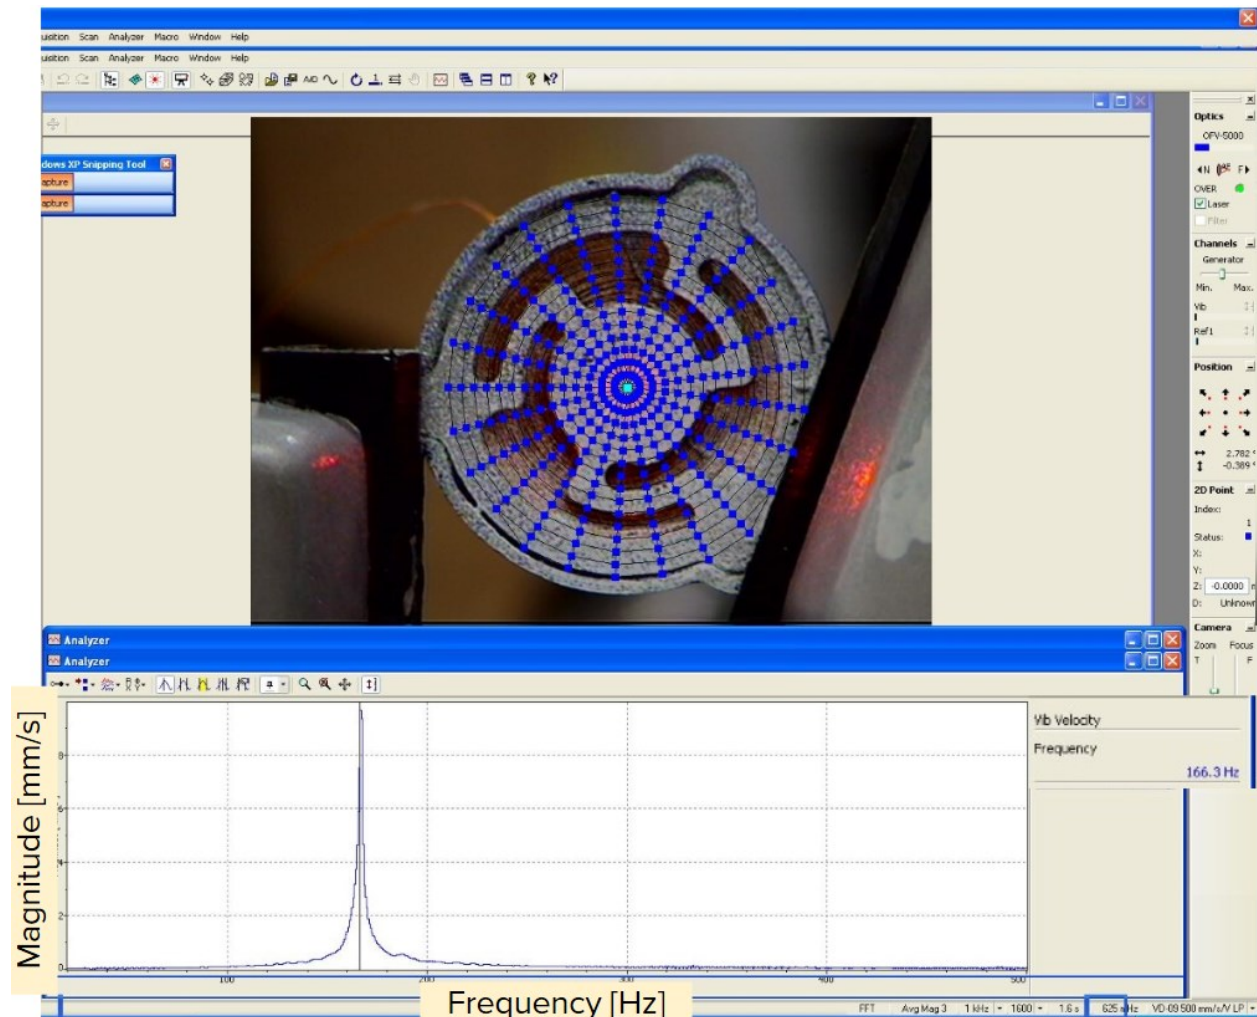 Scan Analyzer Macro Window Help
Scan Analyzer Macro Window Help
A/D
dows XP Snipping Tool
apture
apture
Optics
OFV-5000
N F
OVER
Laser
Filter
Channels
Generator
Min. Max.
Vib
Ref1
Position
2.782 °
-0.389 °
2D Point
Index:
1
Status:
X:
Y:
Z: -0.0000
D: Unknown
Camera
Zoom Focus
T F
Analyzer
Analyzer
Magnitude [mm/s]
8
6
4
2
0
100 200 300 400 500
Vib Velocity
Frequency
166.3 Hz
Frequency [Hz]
FFT Avg Mag 3 1 kHz 1600 1.6 s 625 mHz VD-09 500 mm/s/V LP